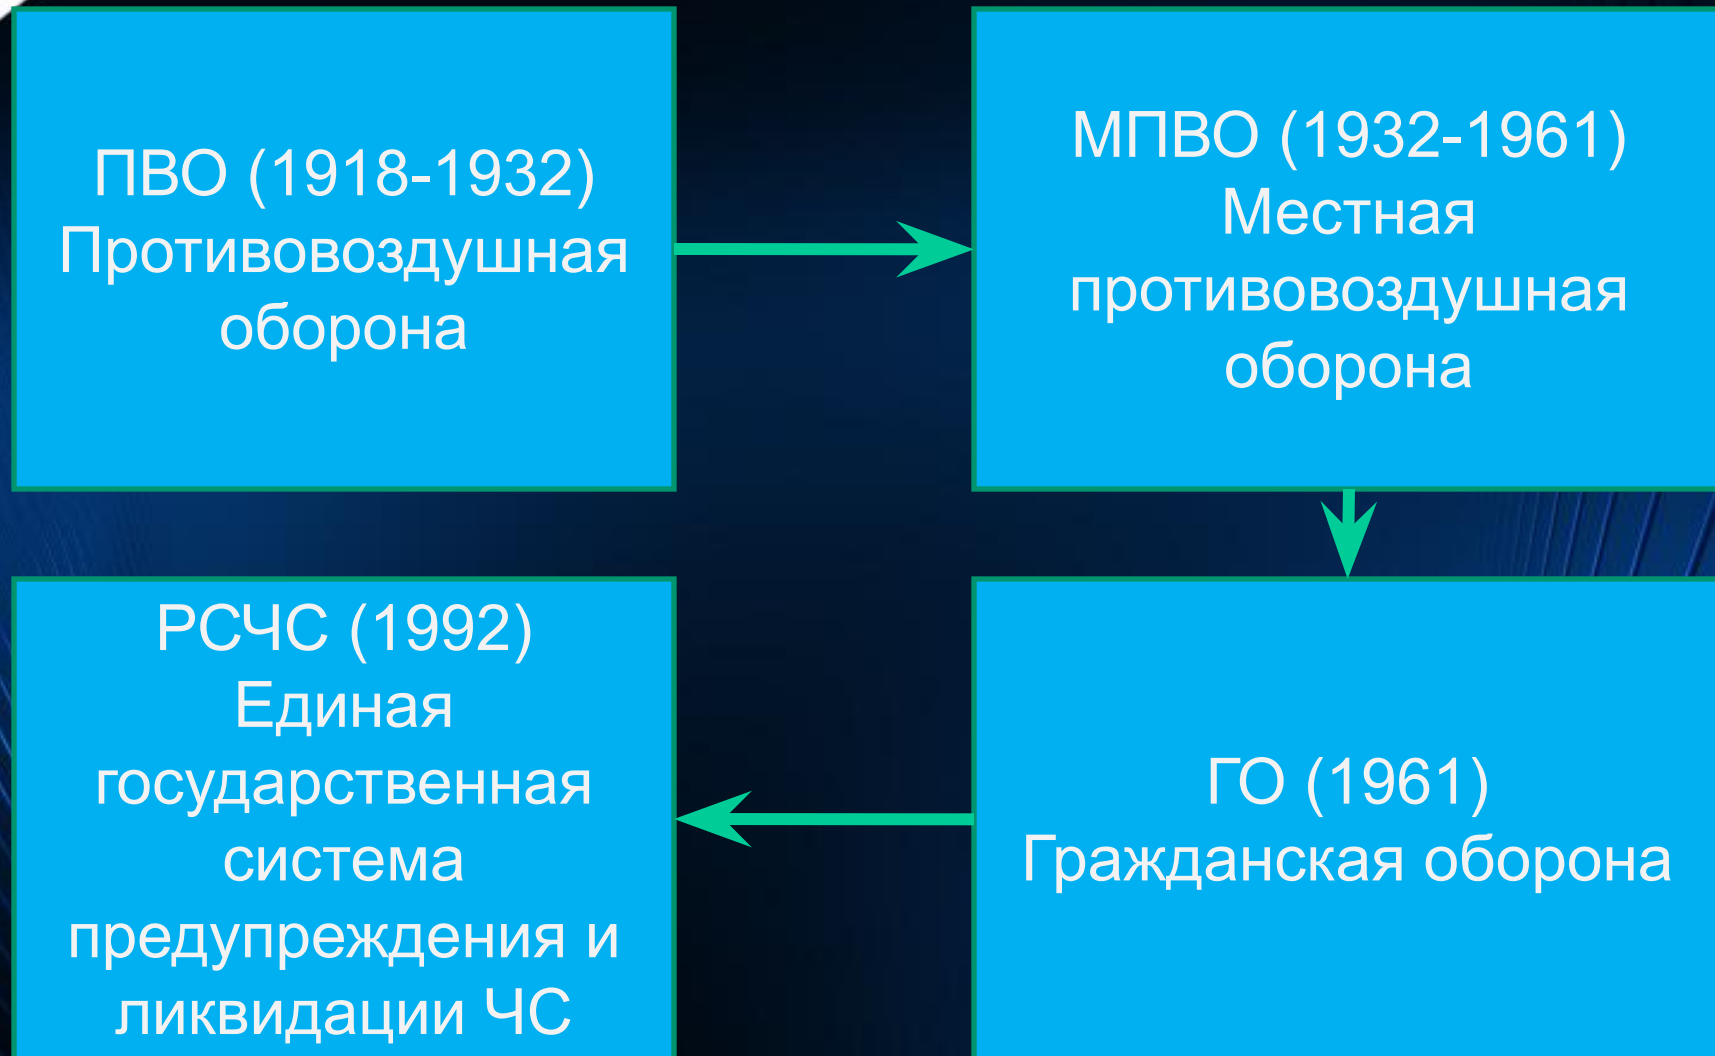 ПВО (1918-1932)
Противовоздушная
оборона
МПВО (1932-1961)
Местная
противовоздушная
оборона
РСЧС (1992)
Единая
государственная
система
предупреждения и
ликвидации ЧС
ГО (1961)
Гражданская оборона